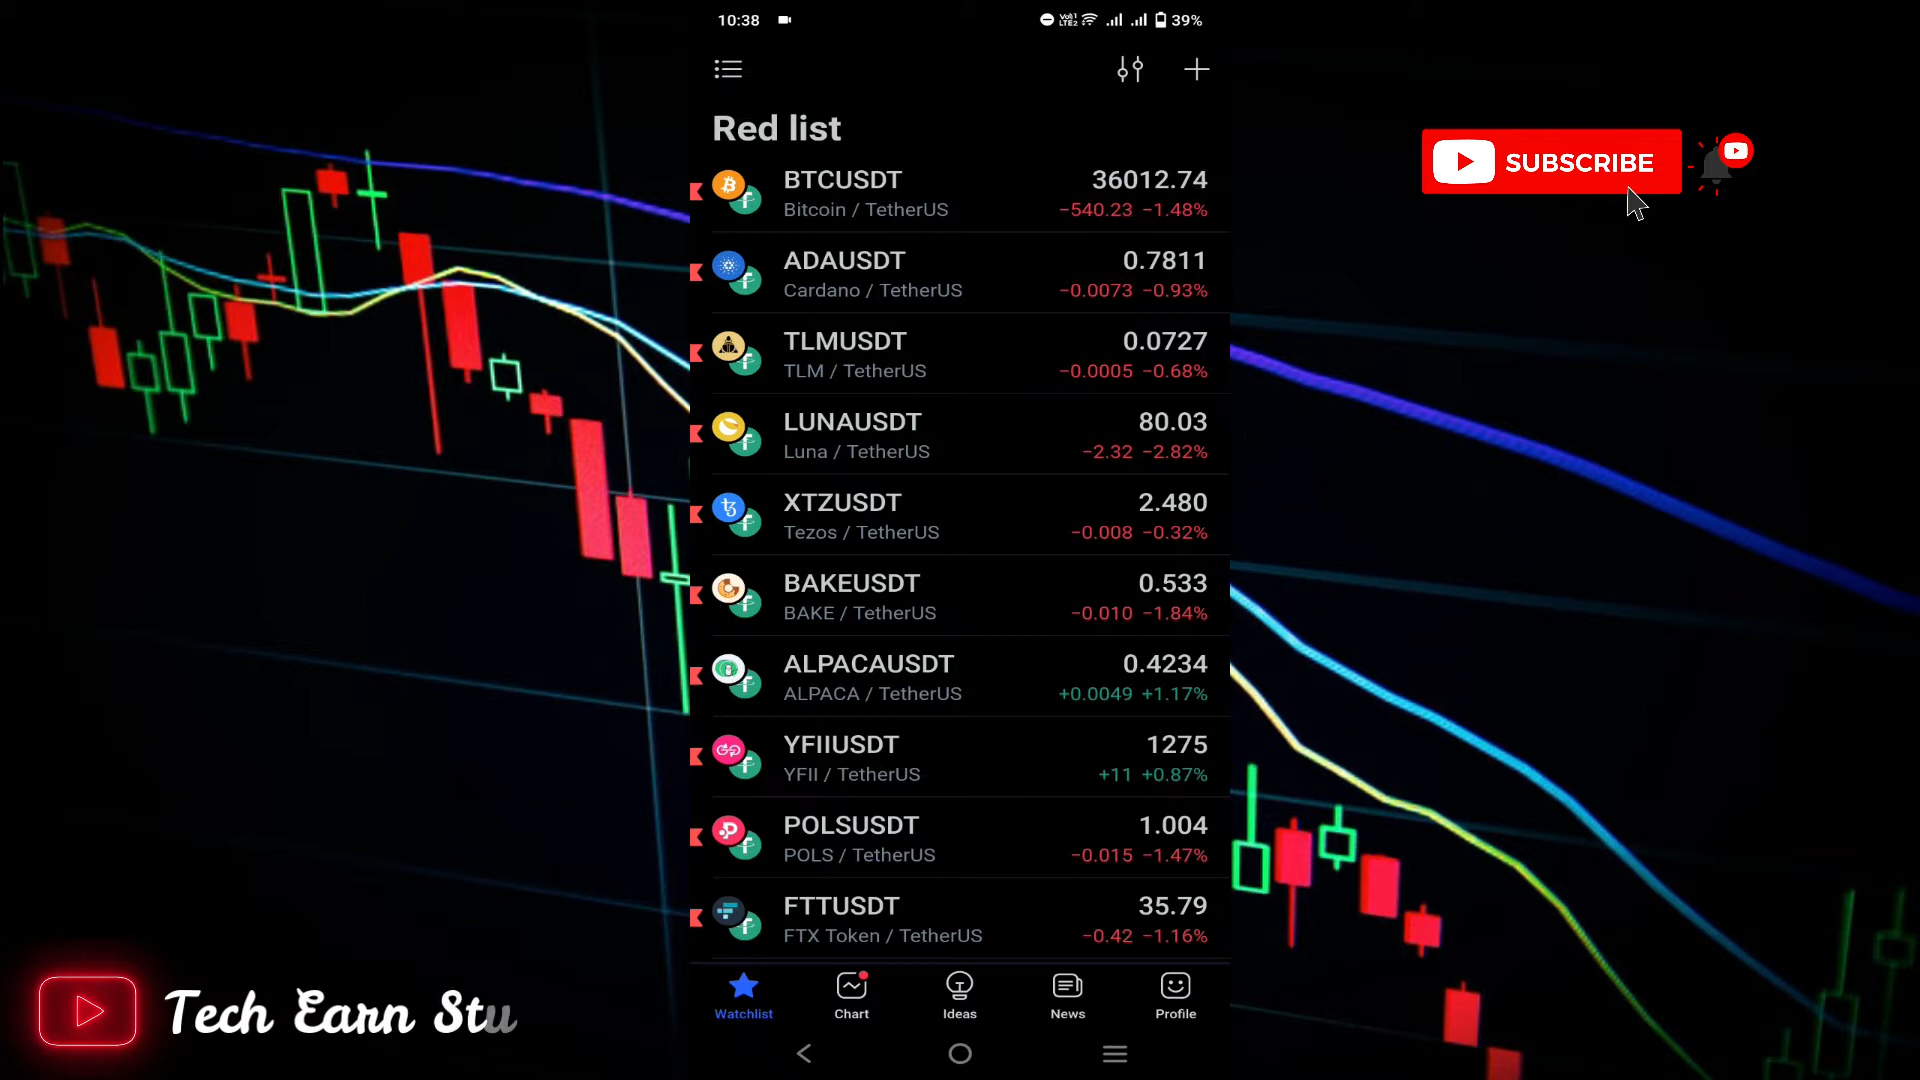 10:38
Vo)) 1 LTE2 39%
Red list
BTCUSDT 36012.74
Bitcoin / TetherUS −540.23 −1.48%
ADAUSDT 0.7811
Cardano / TetherUS −0.0073 −0.93%
TLMUSDT 0.0727
TLM / TetherUS −0.0005 −0.68%
LUNAUSDT 80.03
Luna / TetherUS −2.32 −2.82%
XTZUSDT 2.480
Tezos / TetherUS −0.008 −0.32%
BAKEUSDT 0.533
BAKE / TetherUS −0.010 −1.84%
ALPACAUSDT 0.4234
ALPACA / TetherUS +0.0049 +1.17%
YFIIUSDT 1275
YFII / TetherUS +11 +0.87%
POLSUSDT 1.004
POLS / TetherUS −0.015 −1.47%
FTTUSDT 35.79
FTX Token / TetherUS −0.42 −1.16%
Watchlist Chart Ideas News Profile
SUBSCRIBE
Tech Earn Stu